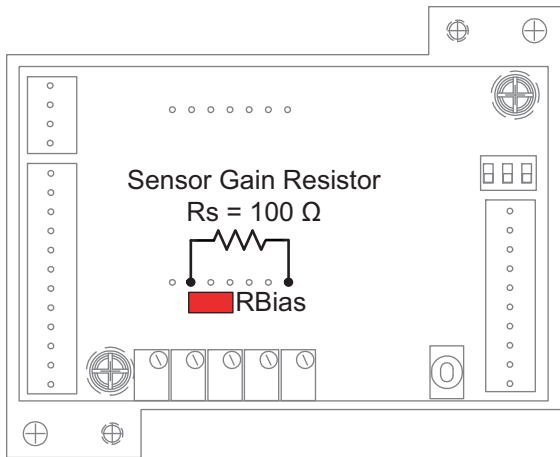 Sensor Gain Resistor
Rs = 100 Ω
RBias